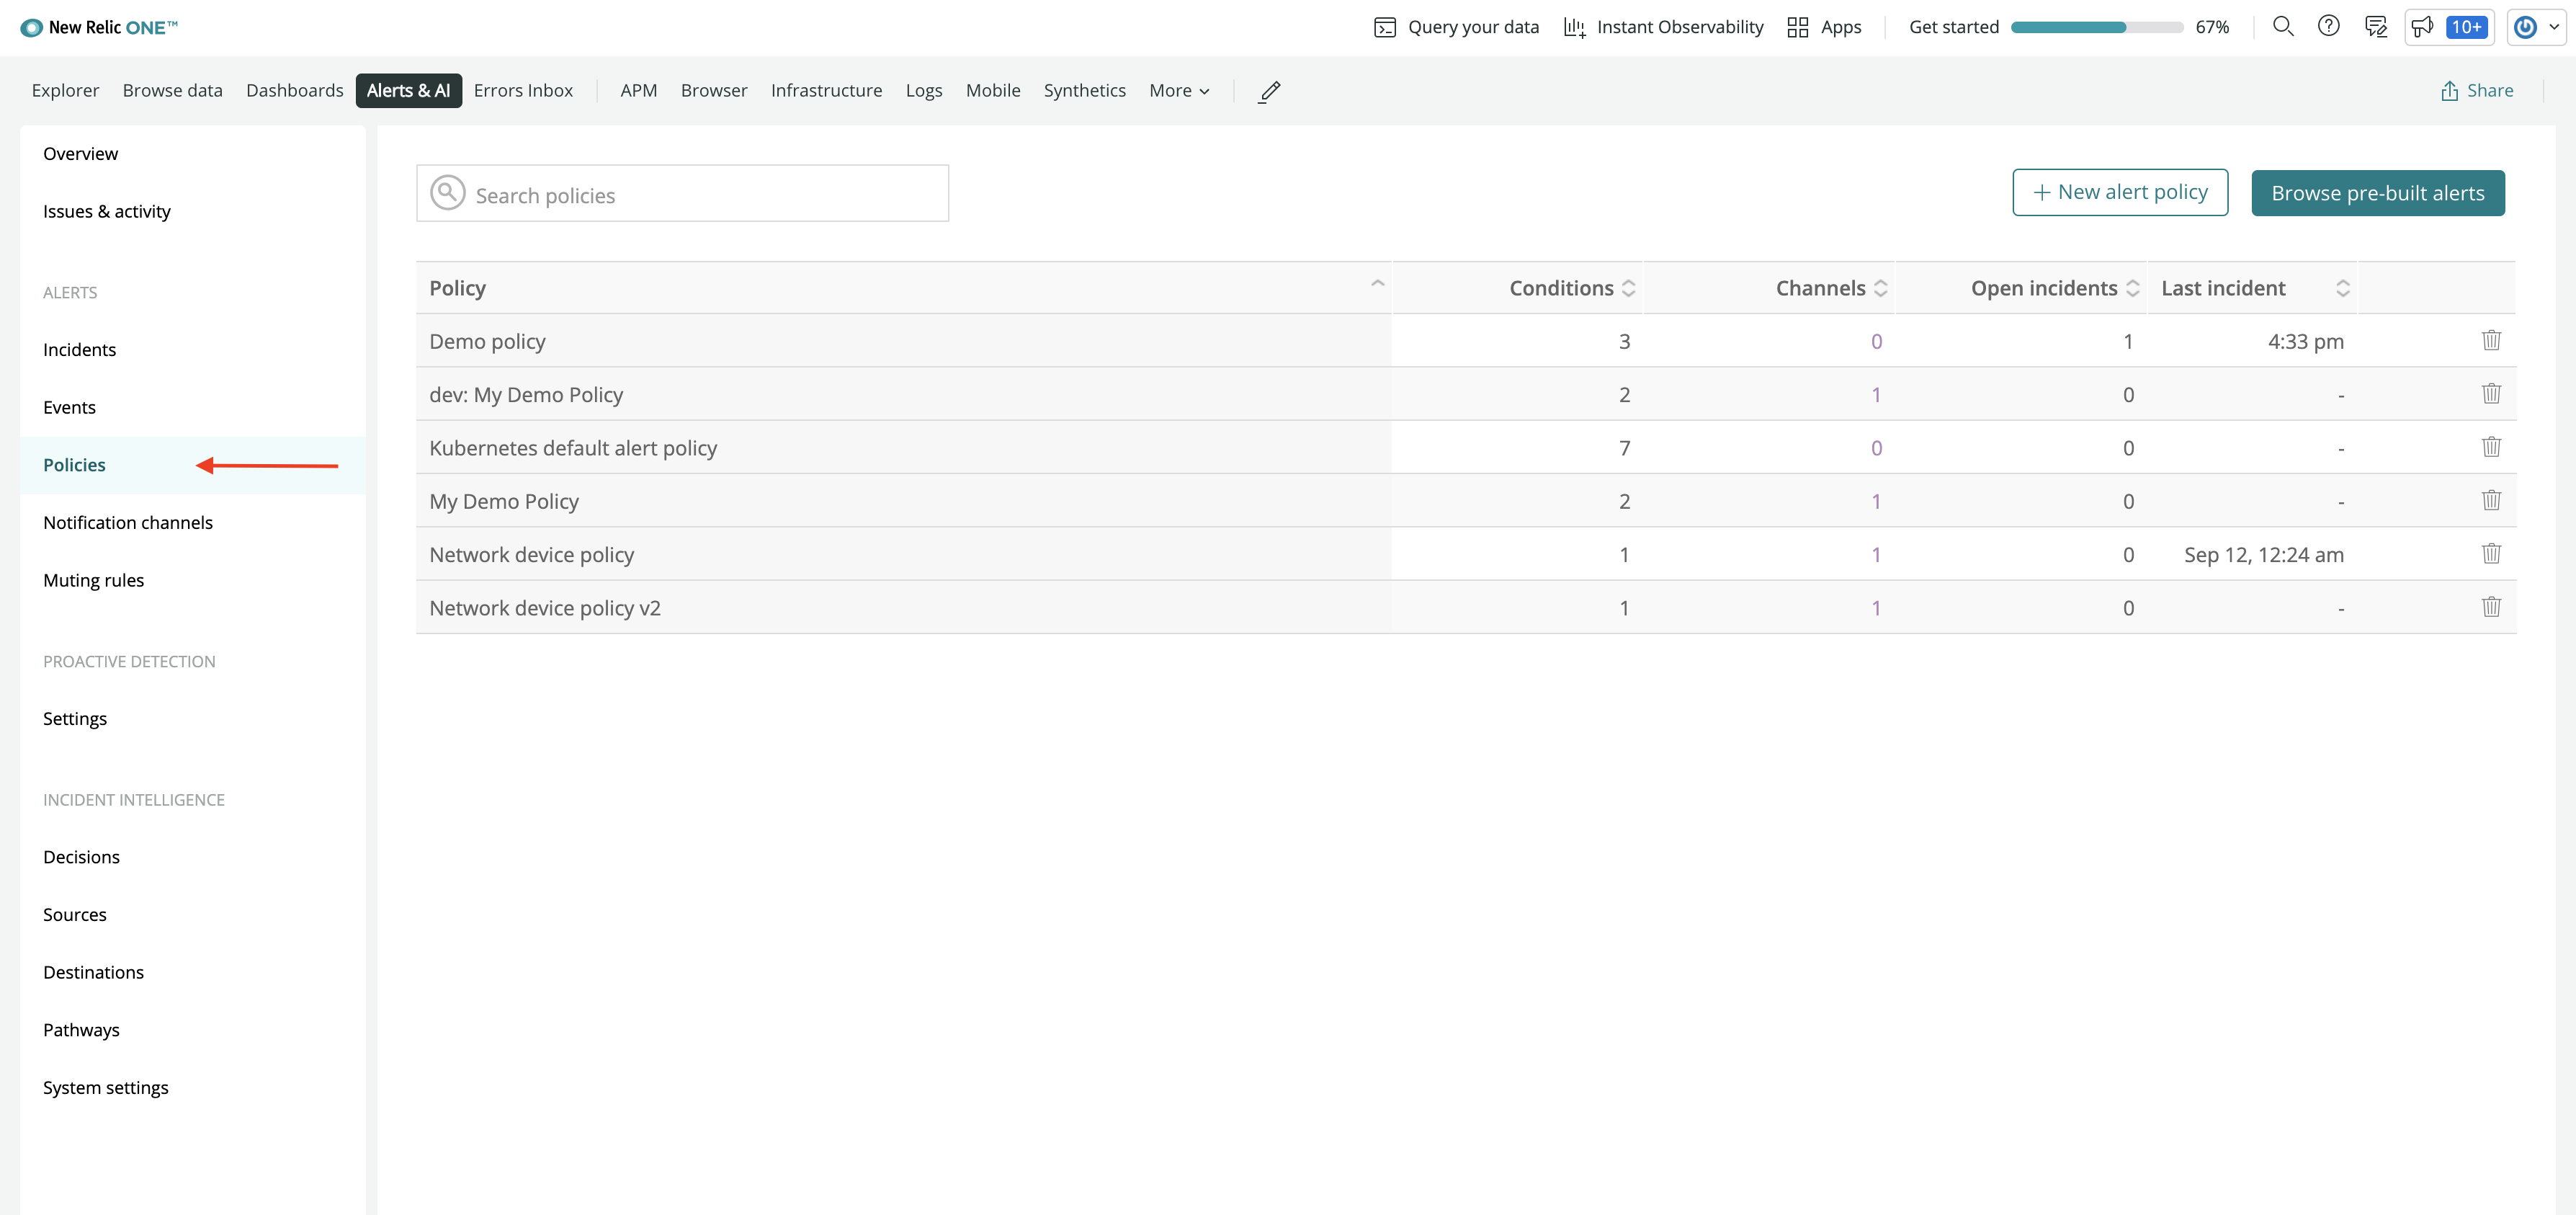 New Relic ONE™
Query your data
Instant Observability
Apps
Get started
67%
10+
Explorer
Browse data
Dashboards
Alerts & AI
Errors Inbox
APM
Browser
Infrastructure
Logs
Mobile
Synthetics
More
Share
Overview
Issues & activity
ALERTS
Incidents
Events
Policies
Notification channels
Muting rules
PROACTIVE DETECTION
Settings
INCIDENT INTELLIGENCE
Decisions
Sources
Destinations
Pathways
System settings
Search policies
+ New alert policy
Browse pre-built alerts
Policy Conditions Channels Open incidents Last incident
Demo policy 3 0 1 4:33 pm
dev: My Demo Policy 2 1 0 -
Kubernetes default alert policy 7 0 0 -
My Demo Policy 2 1 0 -
Network device policy 1 1 0 Sep 12, 12:24 am
Network device policy v2 1 1 0 -